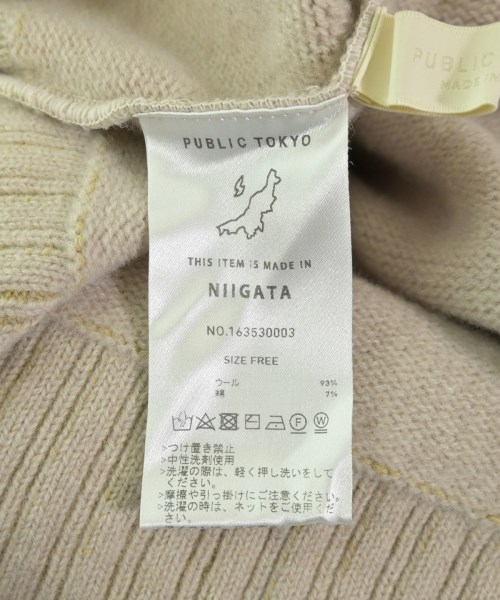 PUBLIC TOKYO
THIS ITEM IS MADE IN
NIIGATA
NO.163530003
SIZE FREE
ウール 93%
綿 7%
F W
>つけ置き禁止
>中性洗剤使用
>洗濯の際は、軽く押し洗いをして
ください。
>摩擦や引っ掛けにご注意ください。
>洗濯の時は、ネットをご使用くだ
さい。
PUBLIC
MADE IN